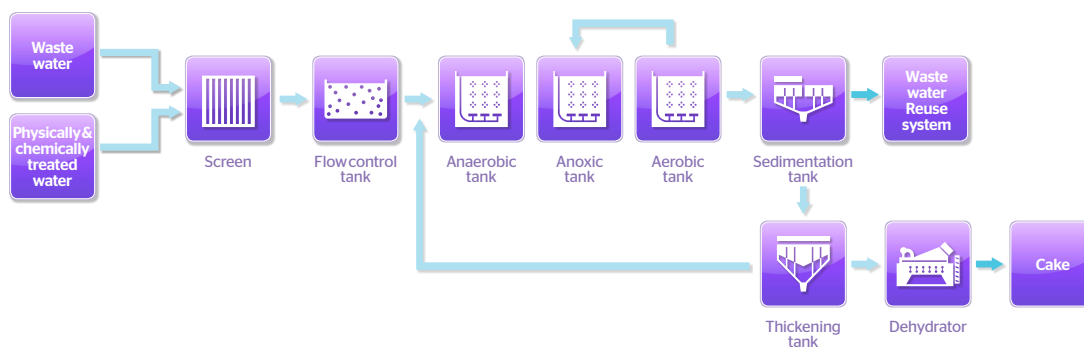 Waste
water
Physically &
chemically
treated
water
Screen
Flow control
tank
Anaerobic
tank
Anoxic
tank
Aerobic
tank
Sedimentation
tank
Waste
water
Reuse
system
Thickening
tank
Dehydrator
Cake